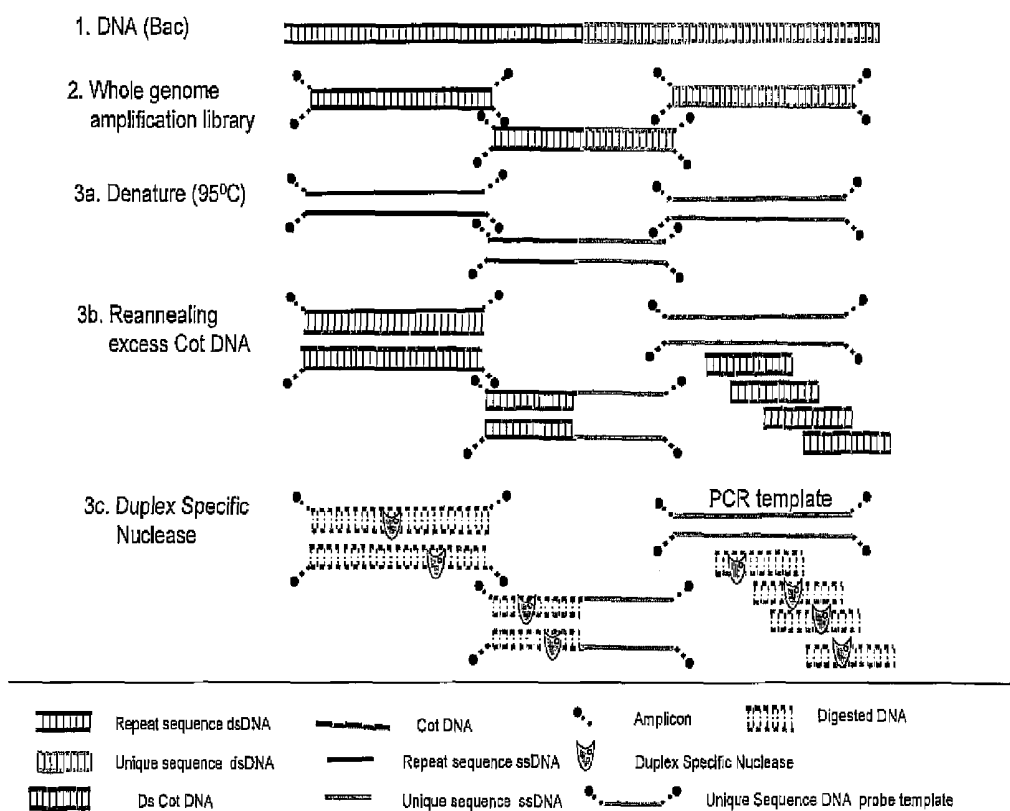 1. DNA (Bac)
2. Whole genome
amplification library
3a. Denature (95⁰C)
3b. Reannealing
excess Cot DNA
3c. Duplex Specific
Nuclease
PCR template
Repeat sequence dsDNA
Cot DNA
Amplicon
Digested DNA
Unique sequence dsDNA
Repeat sequence ssDNA
Duplex Specific Nuclease
Ds Cot DNA
Unique sequence ssDNA
Unique Sequence DNA probe template